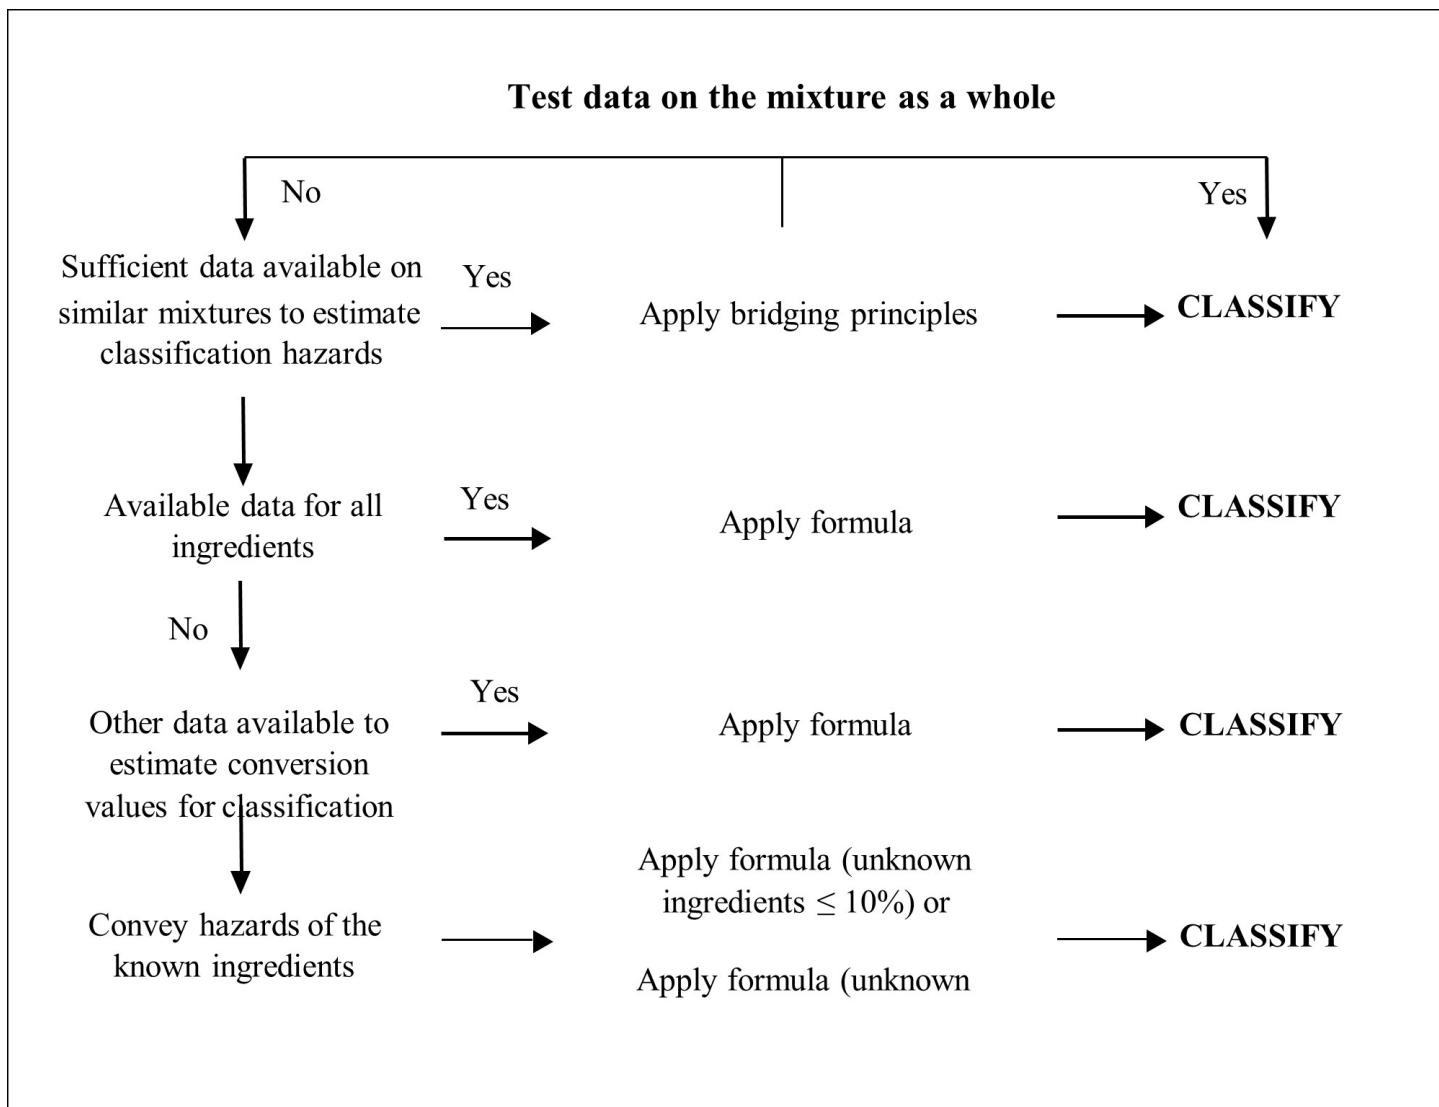 Test data on the mixture as a whole
No
Yes
Sufficient data available on
similar mixtures to estimate
classification hazards
Yes
Apply bridging principles
CLASSIFY
Available data for all
ingredients
Yes
Apply formula
CLASSIFY
No
Other data available to
estimate conversion
values for classification
Yes
Apply formula
CLASSIFY
Convey hazards of the
known ingredients
Apply formula (unknown
ingredients ≤ 10%) or
Apply formula (unknown
CLASSIFY